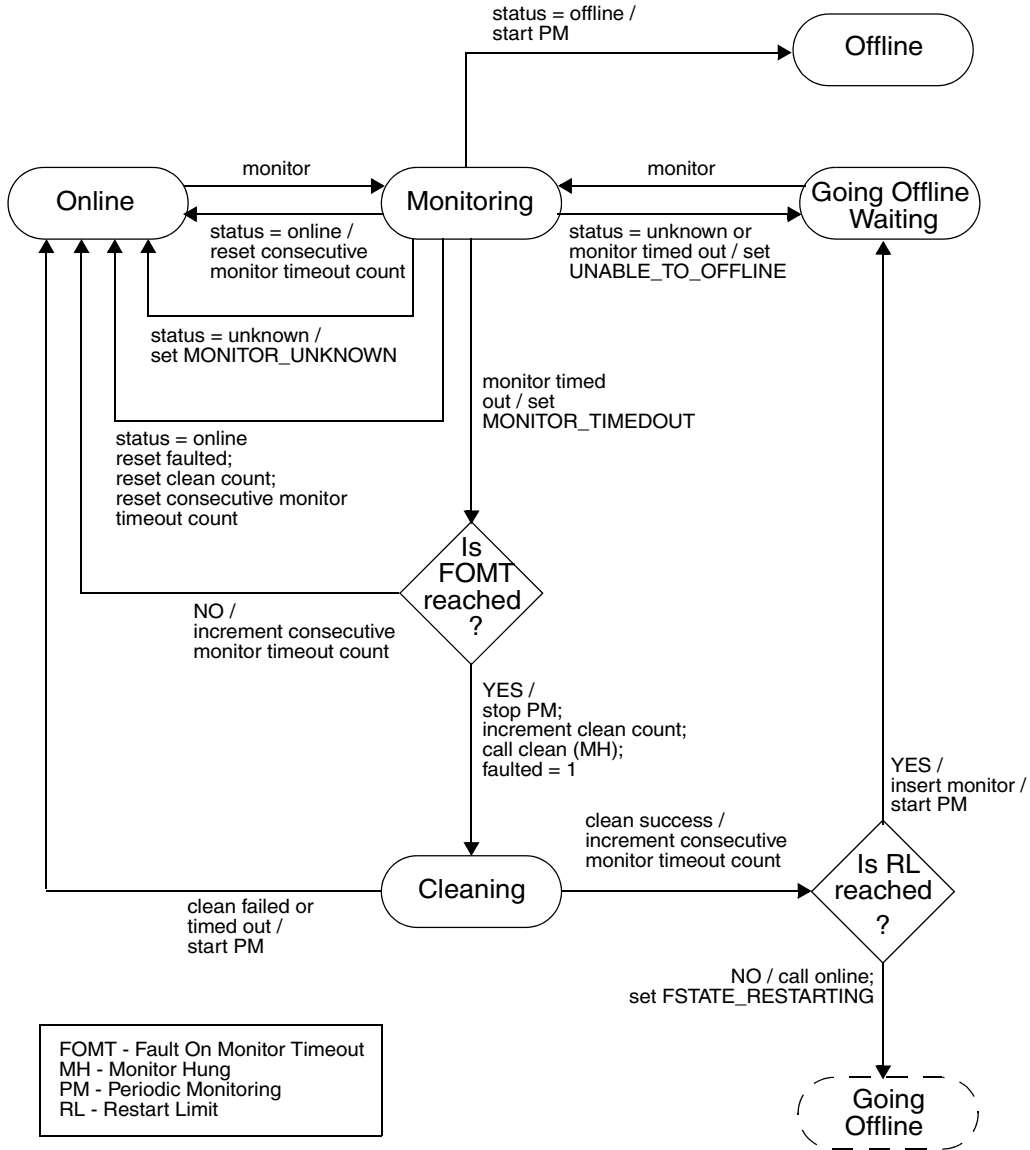 status = offline /
start PM
Offline
Online
monitor
Monitoring
monitor
Going Offline
Waiting
status = online /
reset consecutive
monitor timeout count
status = unknown or
monitor timed out / set
UNABLE_TO_OFFLINE
status = unknown /
set MONITOR_UNKNOWN
monitor timed
out / set
MONITOR_TIMEDOUT
status = online
reset faulted;
reset clean count;
reset consecutive monitor
timeout count
Is
FOMT
reached
?
NO /
increment consecutive
monitor timeout count
YES /
stop PM;
increment clean count;
call clean (MH);
faulted = 1
YES /
insert monitor /
start PM
clean success /
increment consecutive
monitor timeout count
Cleaning
Is RL
reached
?
clean failed or
timed out /
start PM
NO / call online;
set FSTATE_RESTARTING
FOMT - Fault On Monitor Timeout
MH - Monitor Hung
PM - Periodic Monitoring
RL - Restart Limit
Going
Offline